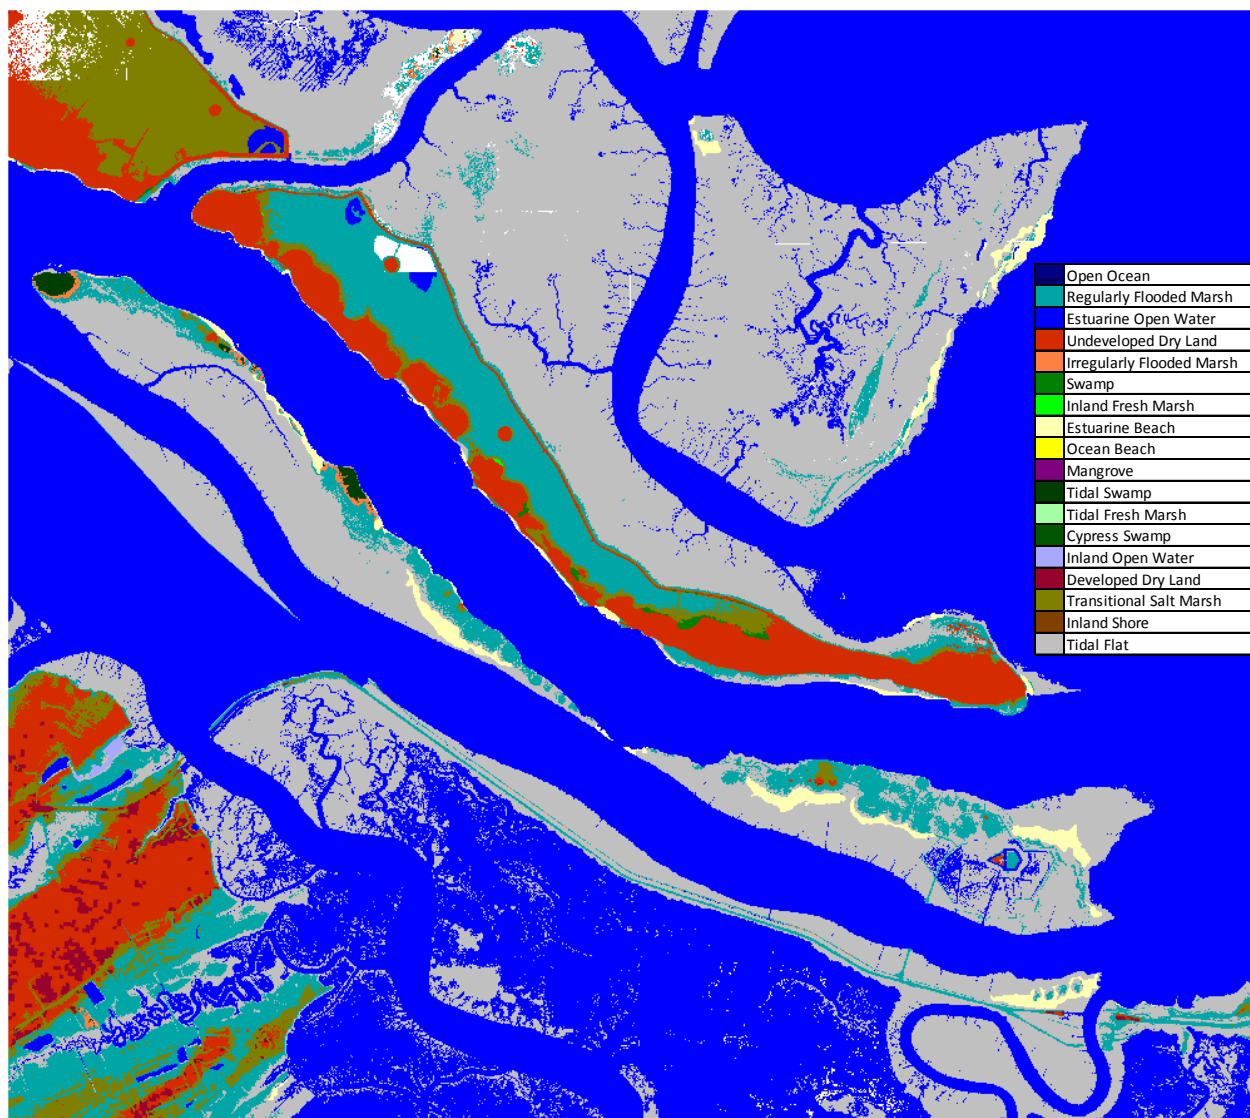 Open Ocean
Regularly Flooded Marsh
Estuarine Open Water
Undeveloped Dry Land
Irregularly Flooded Marsh
Swamp
Inland Fresh Marsh
Estuarine Beach
Ocean Beach
Mangrove
Tidal Swamp
Tidal Fresh Marsh
Cypress Swamp
Inland Open Water
Developed Dry Land
Transitional Salt Marsh
Inland Shore
Tidal Flat